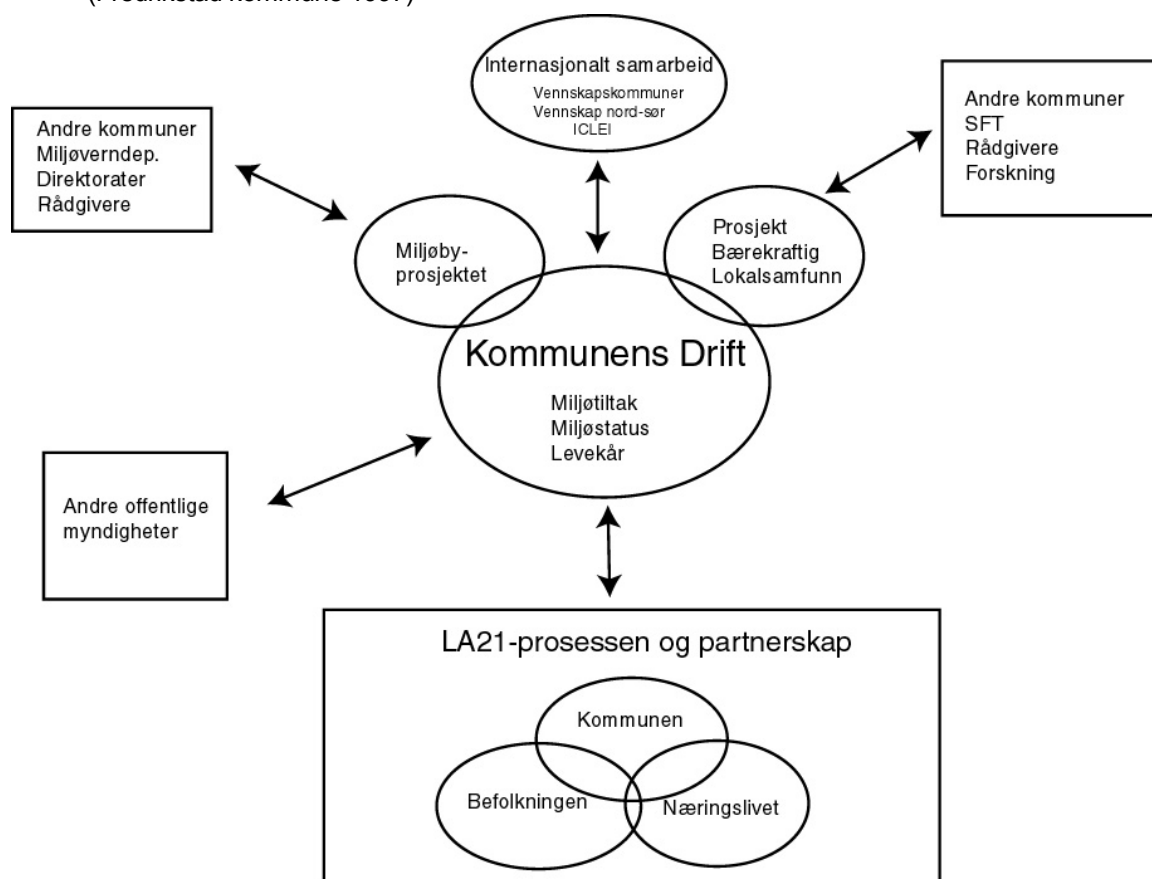 Internasjonalt samarbeid
Vennskapskommuner
Vennskap nord-sør
ICLEI
Andre kommuner
Miljøverndep.
Direktorater
Rådgivere
Andre kommuner
SFT
Rådgivere
Forskning
Miljøby-
prosjektet
Prosjekt
Bærekraftig
Lokalsamfunn
Kommunens Drift
Miljøtiltak
Miljøstatus
Levekår
Andre offentlige
myndigheter
LA21-prosessen og partnerskap
Kommunen
Befolkningen
Næringslivet